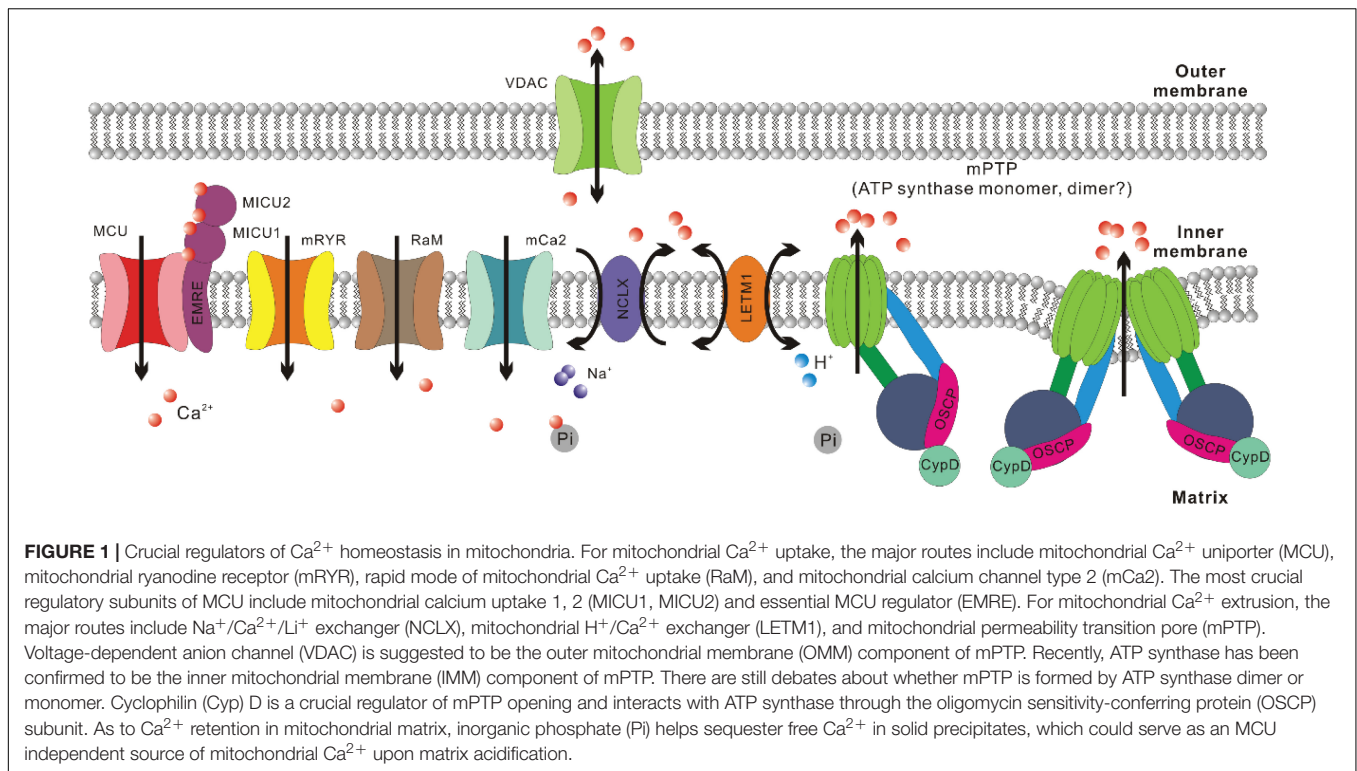 VDAC
Outer
membrane
mPTP
(ATP synthase monomer, dimer?)
MICU2
MCU
MICU1
mRYR
RaM
mCa2
Inner
membrane
EMRE
NCLX
LETM1
Na⁺
H⁺
Ca²⁺
Pi
Pi
OSCP
CypD
OSCP
CypD
OSCP
CypD
Matrix
FIGURE 1 | Crucial regulators of Ca²⁺ homeostasis in mitochondria. For mitochondrial Ca²⁺ uptake, the major routes include mitochondrial Ca²⁺ uniporter (MCU),
mitochondrial ryanodine receptor (mRYR), rapid mode of mitochondrial Ca²⁺ uptake (RaM), and mitochondrial calcium channel type 2 (mCa2). The most crucial
regulatory subunits of MCU include mitochondrial calcium uptake 1, 2 (MICU1, MICU2) and essential MCU regulator (EMRE). For mitochondrial Ca²⁺ extrusion, the
major routes include Na⁺/Ca²⁺/Li⁺ exchanger (NCLX), mitochondrial H⁺/Ca²⁺ exchanger (LETM1), and mitochondrial permeability transition pore (mPTP).
Voltage-dependent anion channel (VDAC) is suggested to be the outer mitochondrial membrane (OMM) component of mPTP. Recently, ATP synthase has been
confirmed to be the inner mitochondrial membrane (IMM) component of mPTP. There are still debates about whether mPTP is formed by ATP synthase dimer or
monomer. Cyclophilin (Cyp) D is a crucial regulator of mPTP opening and interacts with ATP synthase through the oligomycin sensitivity-conferring protein (OSCP)
subunit. As to Ca²⁺ retention in mitochondrial matrix, inorganic phosphate (Pi) helps sequester free Ca²⁺ in solid precipitates, which could serve as an MCU
independent source of mitochondrial Ca²⁺ upon matrix acidification.